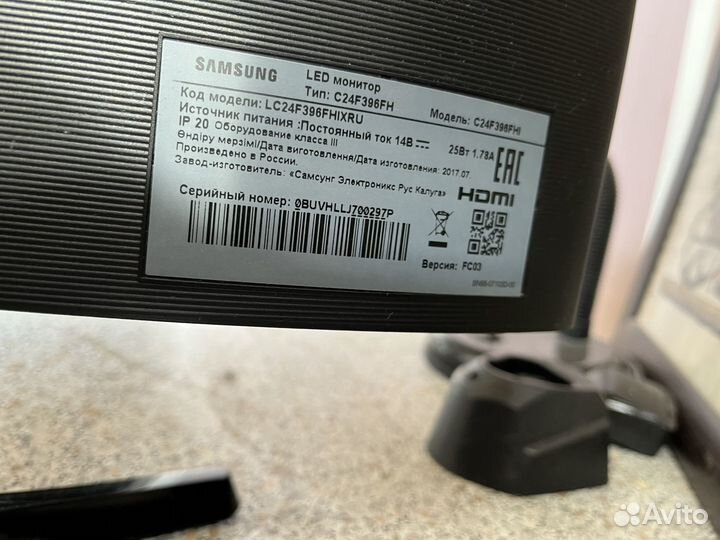 SAMSUNG
LED монитор
Тип: C24F396FH
Модель: C24F396FHI
Код модели: LC24F396FHIXRU
Источник питания :Постоянный ток 14В 25Вт 1.78A
IP 20 Оборудование класса III
Өндіру мерзімі/Дата виготовлення/Дата изготовления: 2017.07.
Произведено в России.
Завод-изготовитель: «Самсунг Электроникс Рус Калуга»
EAC
HDMI
Серийный номер: 0BUVHLLJ700297P
Версия: FC03
Avito